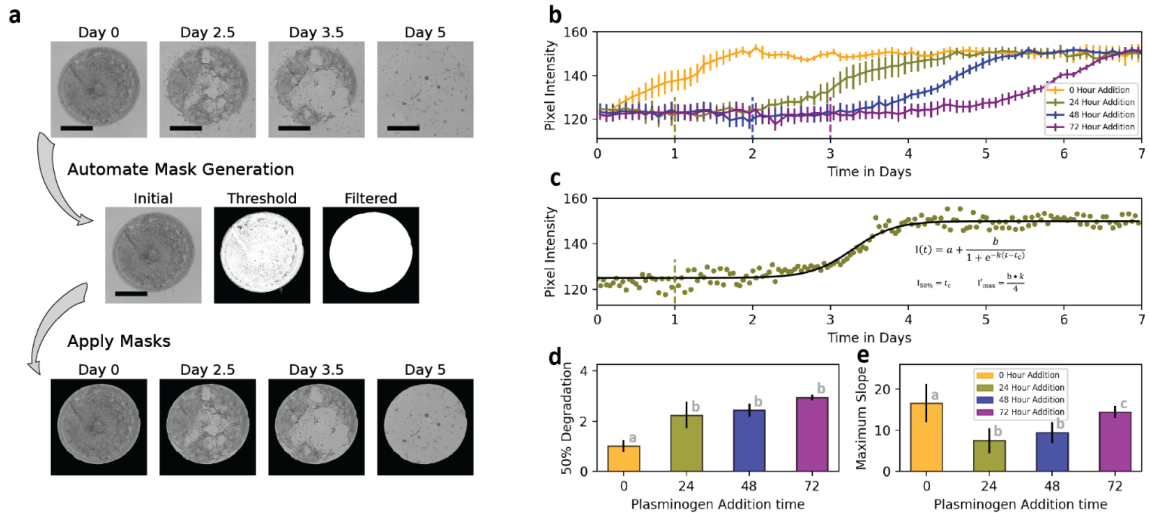 a
Day 0 Day 2.5 Day 3.5 Day 5
Automate Mask Generation
Initial Threshold Filtered
Apply Masks
Day 0 Day 2.5 Day 3.5 Day 5
b
Pixel Intensity
160
140
120
0 Hour Addition
24 Hour Addition
48 Hour Addition
72 Hour Addition
0 1 2 3 4 5 6 7
Time in Days
c
Pixel Intensity
160
140
120
I(t) = a + b / 1 + e^-k(t-t_c)
I_50% = t_c I'_max = b • k / 4
0 1 2 3 4 5 6 7
Time in Days
d
50% Degradation
4
2
0
a b b b
0 24 48 72
Plasminogen Addition time
e
Maximum Slope
20
10
0
0 Hour Addition
24 Hour Addition
48 Hour Addition
72 Hour Addition
a b b c
0 24 48 72
Plasminogen Addition time